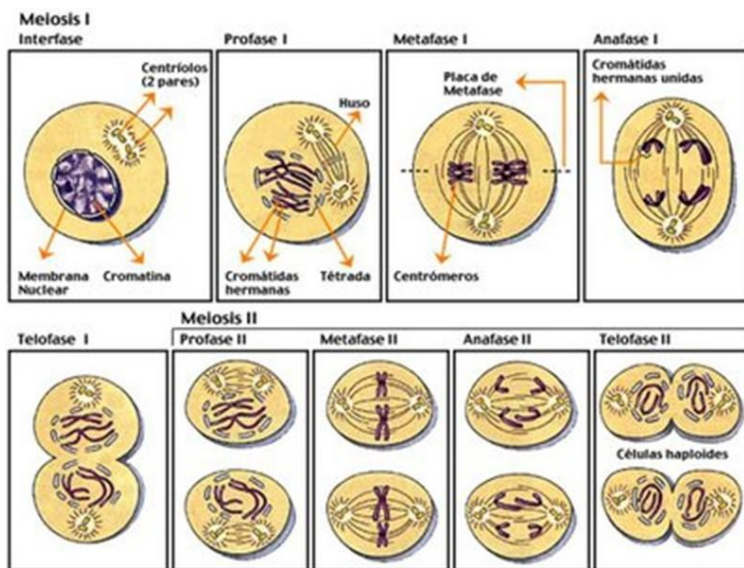 Meiosis I
Interfase
Profase I
Metafase I
Anafase I
Centríolos
(2 pares)
Huso
Placa de
Metafase
Cromátidas
hermanas unidas
Membrana
Nuclear
Cromatina
Cromátidas
hermanas
Tétrada
Centrómeros
Meiosis II
Telofase I
Profase II
Metafase II
Anafase II
Telofase II
Células haploides